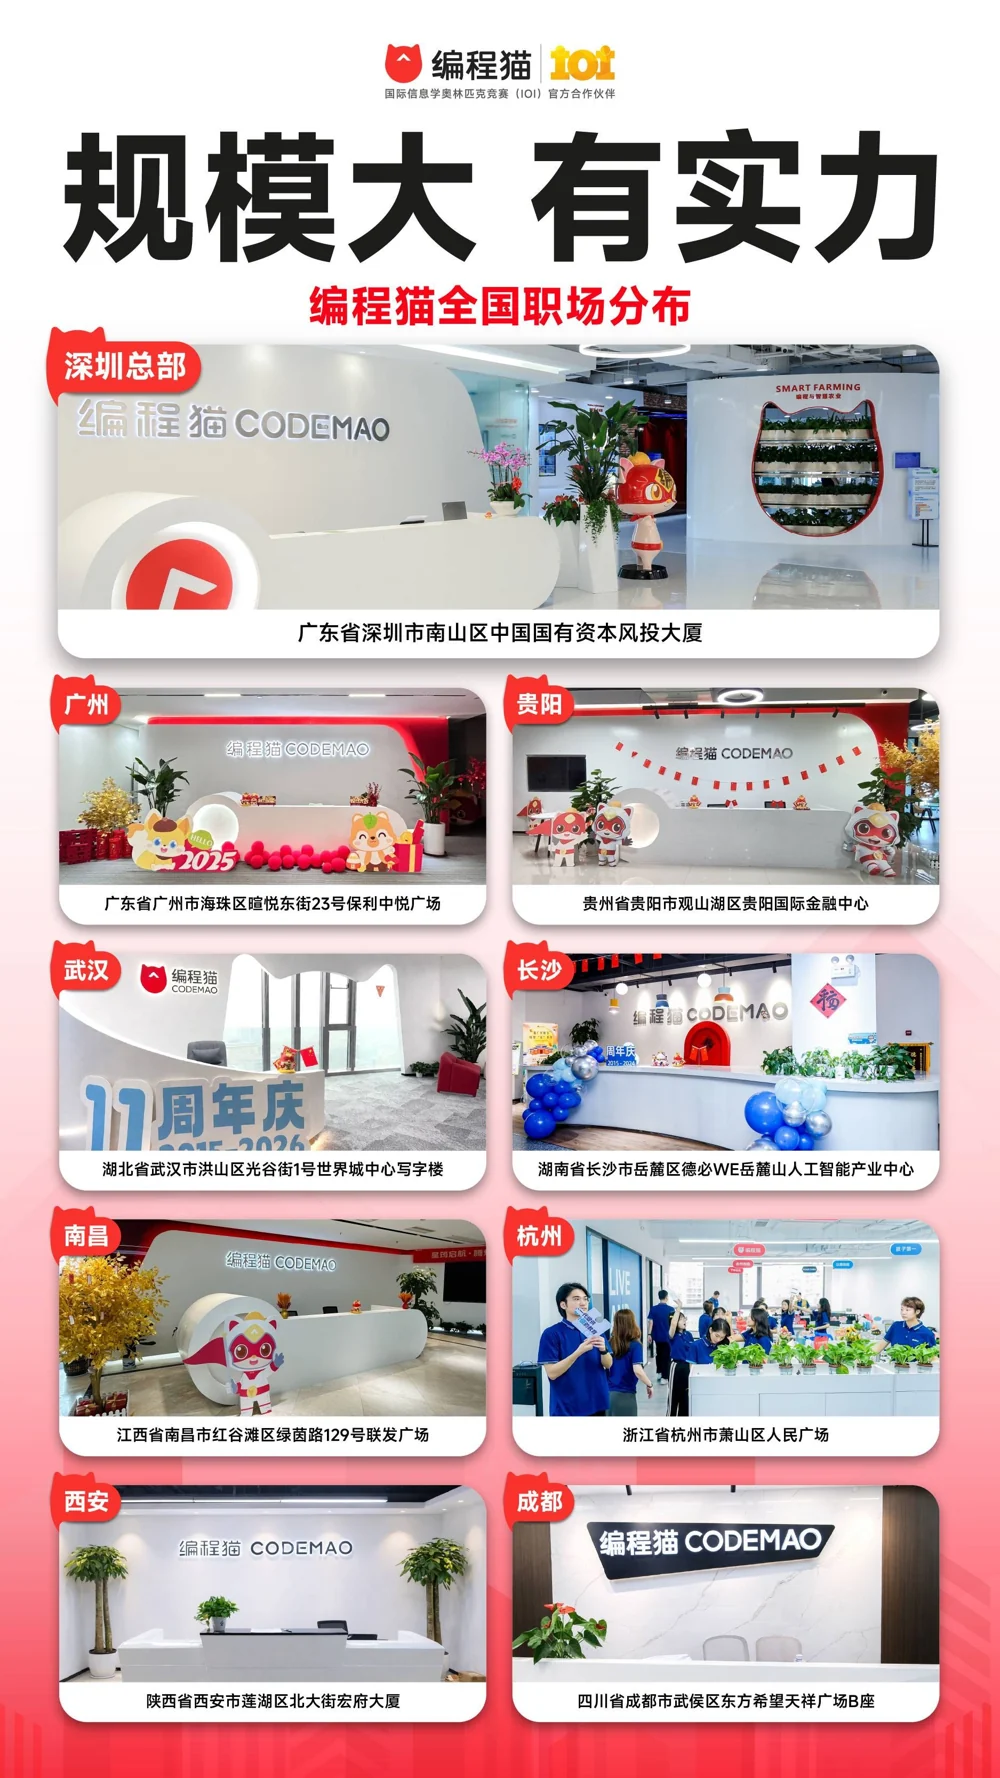 编程猫 IOI
国际信息学奥林匹克竞赛（IOI）官方合作伙伴
规模大 有实力
编程猫全国职场分布
深圳总部
编程猫 CODEMAO
SMART FARMING
编程与智慧农业
广东省深圳市南山区中国国有资本风投大厦
广州
编程猫 CODEMAO
HELLO
2025
广东省广州市海珠区暄悦东街23号保利中悦广场
贵阳
编程猫 CODEMAO
贵州省贵阳市观山湖区贵阳国际金融中心
武汉
编程猫
CODEMAO
11周年庆
2015-2026
湖北省武汉市洪山区光谷街1号世界城中心写字楼
长沙
编程猫 CODEMAO
周年庆
2015-2026
湖南省长沙市岳麓区德必WE岳麓山人工智能产业中心
南昌
编程猫 CODEMAO
江西省南昌市红谷滩区绿茵路129号联发广场
杭州
LIVE
浙江省杭州市萧山区人民广场
西安
编程猫 CODEMAO
陕西省西安市莲湖区北大街宏府大厦
成都
编程猫 CODEMAO
四川省成都市武侯区东方希望天祥广场B座